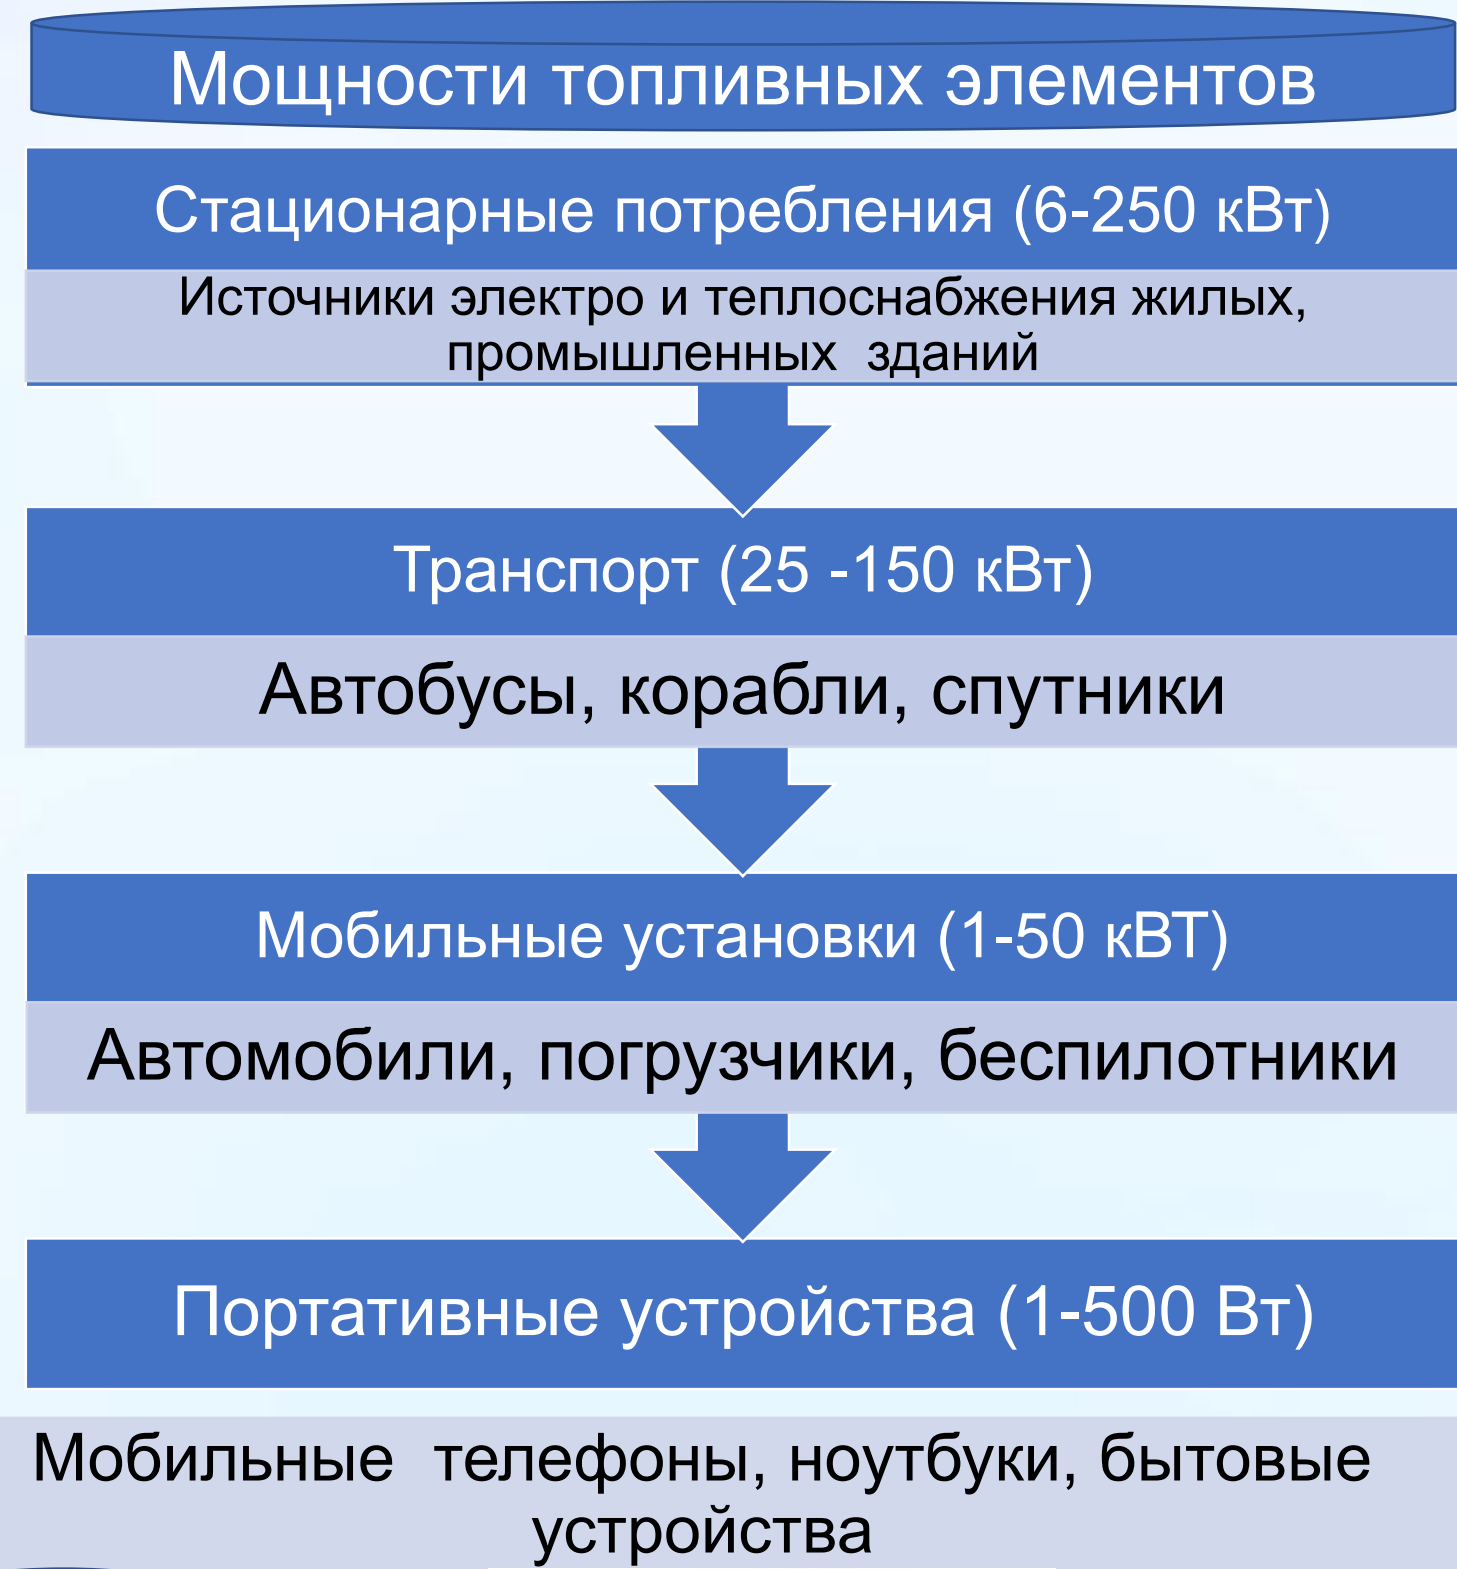 Мощности топливных элементов
Стационарные потребления (6-250 кВт)
Источники электро и теплоснабжения жилых,
промышленных зданий
Транспорт (25 -150 кВт)
Автобусы, корабли, спутники
Мобильные установки (1-50 кВТ)
Автомобили, погрузчики, беспилотники
Портативные устройства (1-500 Вт)
Мобильные телефоны, ноутбуки, бытовые
устройства